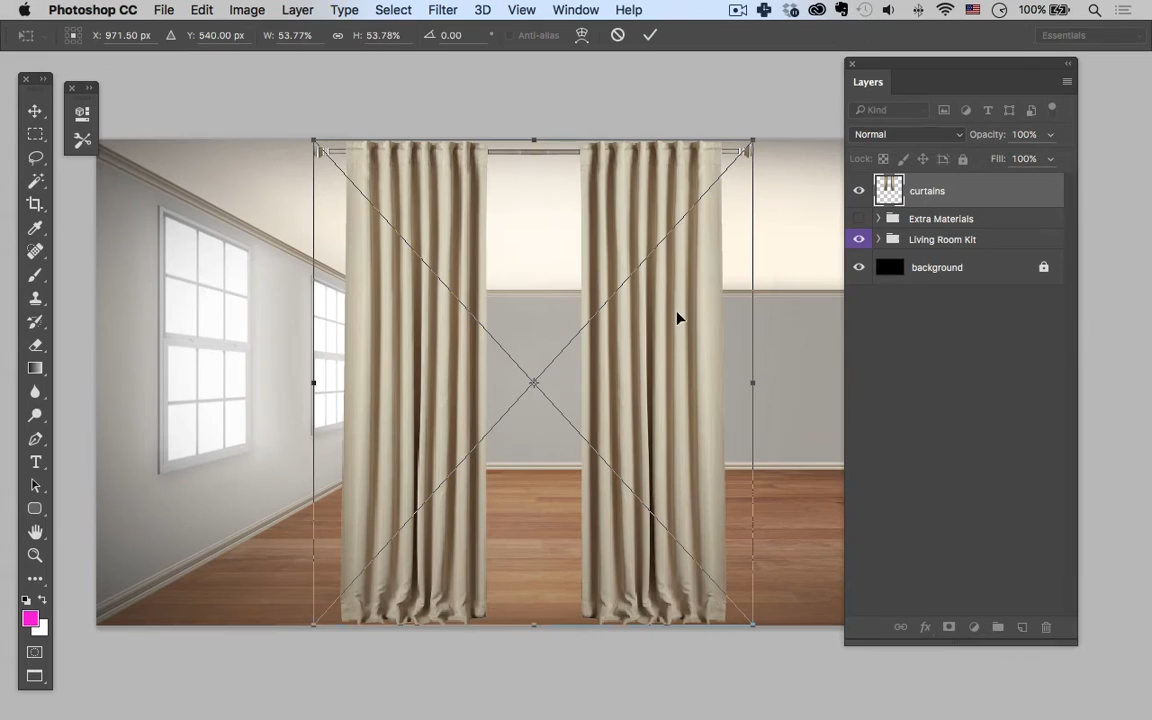 Photoshop CC File Edit Image Layer Type Select Filter 3D View Window Help 100%
X: 971.50 px Y: 540.00 px W: 53.77% H: 53.78% 0.00 ° Anti-alias Essentials
Layers
Kind
Normal Opacity: 100%
Lock: Fill: 100%
curtains
Extra Materials
Living Room Kit
background